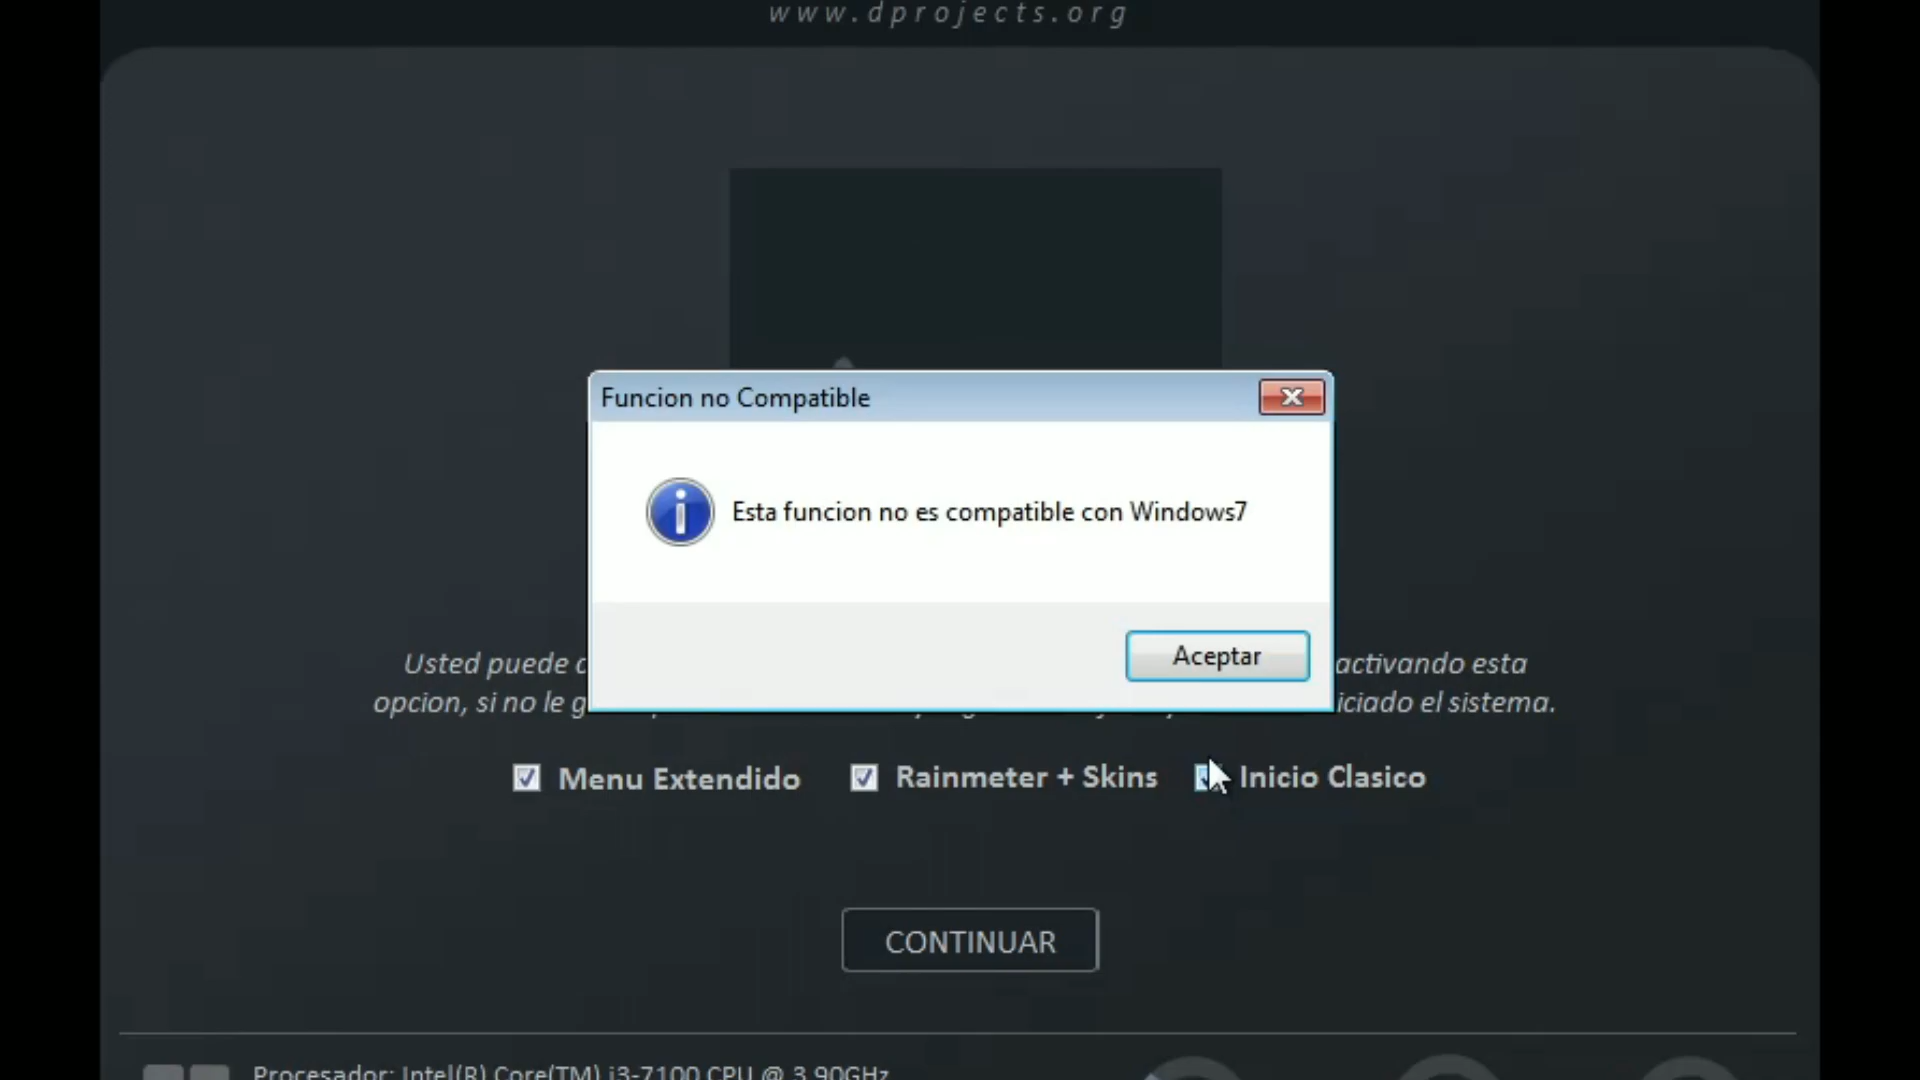 www.dprojects.org
Funcion no Compatible
Esta funcion no es compatible con Windows7
Aceptar
Usted puede activando esta
opcion, si no le iciado el sistema.
Menu Extendido Rainmeter + Skins Inicio Clasico
CONTINUAR
Procesador: Intel(R) Core(TM) i3-7100 CPU @ 3.90GHz